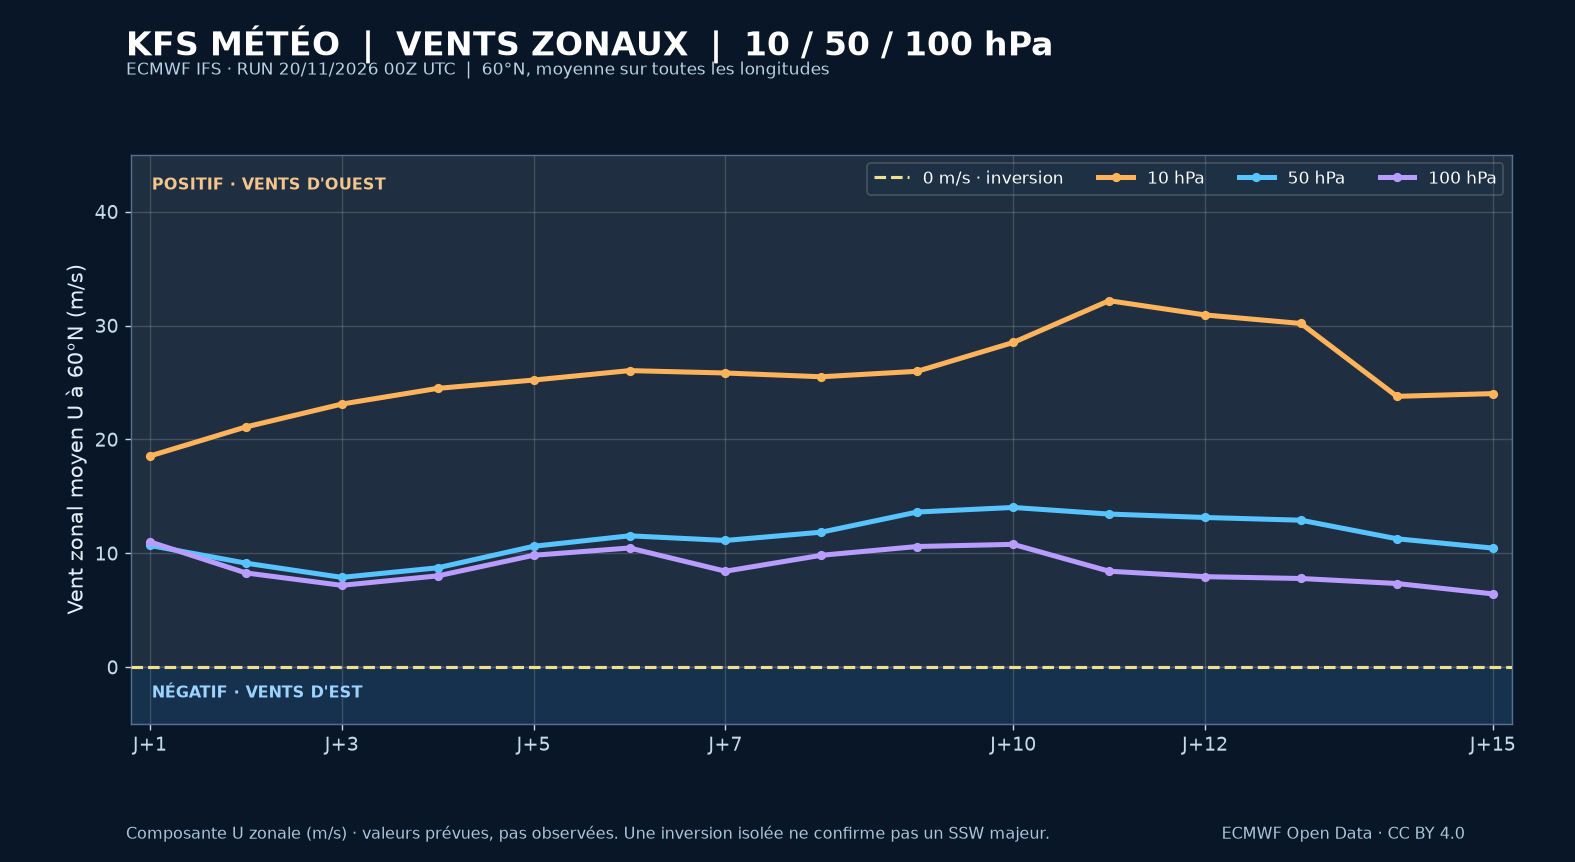 KFS MÉTÉO | VENTS ZONAUX | 10 / 50 / 100 hPa
ECMWF IFS · RUN 20/11/2026 00Z UTC | 60°N, moyenne sur toutes les longitudes
POSITIF · VENTS D'OUEST
0 m/s · inversion 10 hPa 50 hPa 100 hPa
Vent zonal moyen U à 60°N (m/s)
40
30
20
10
0
NÉGATIF · VENTS D'EST
J+1 J+3 J+5 J+7 J+10 J+12 J+15
Composante U zonale (m/s) · valeurs prévues, pas observées. Une inversion isolée ne confirme pas un SSW majeur.
ECMWF Open Data · CC BY 4.0